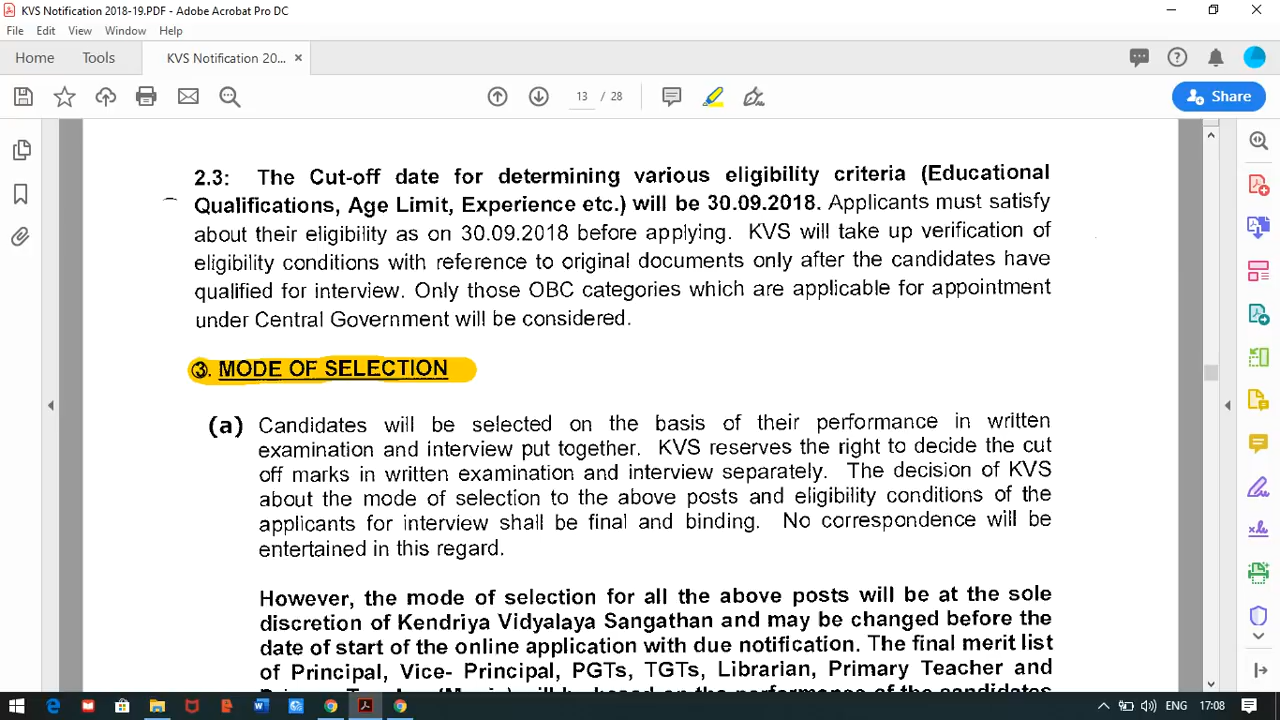 KVS Notification 2018-19.PDF - Adobe Acrobat Pro DC
File Edit View Window Help
Home Tools KVS Notification 20... ×
13 / 28
Share
2.3: The Cut-off date for determining various eligibility criteria (Educational
Qualifications, Age Limit, Experience etc.) will be 30.09.2018. Applicants must satisfy
about their eligibility as on 30.09.2018 before applying. KVS will take up verification of
eligibility conditions with reference to original documents only after the candidates have
qualified for interview. Only those OBC categories which are applicable for appointment
under Central Government will be considered.
3. MODE OF SELECTION
(a) Candidates will be selected on the basis of their performance in written
examination and interview put together. KVS reserves the right to decide the cut
off marks in written examination and interview separately. The decision of KVS
about the mode of selection to the above posts and eligibility conditions of the
applicants for interview shall be final and binding. No correspondence will be
entertained in this regard.
However, the mode of selection for all the above posts will be at the sole
discretion of Kendriya Vidyalaya Sangathan and may be changed before the
date of start of the online application with due notification. The final merit list
of Principal, Vice- Principal, PGTs, TGTs, Librarian, Primary Teacher and
will be based on the performance of the candidates
ENG 17:08